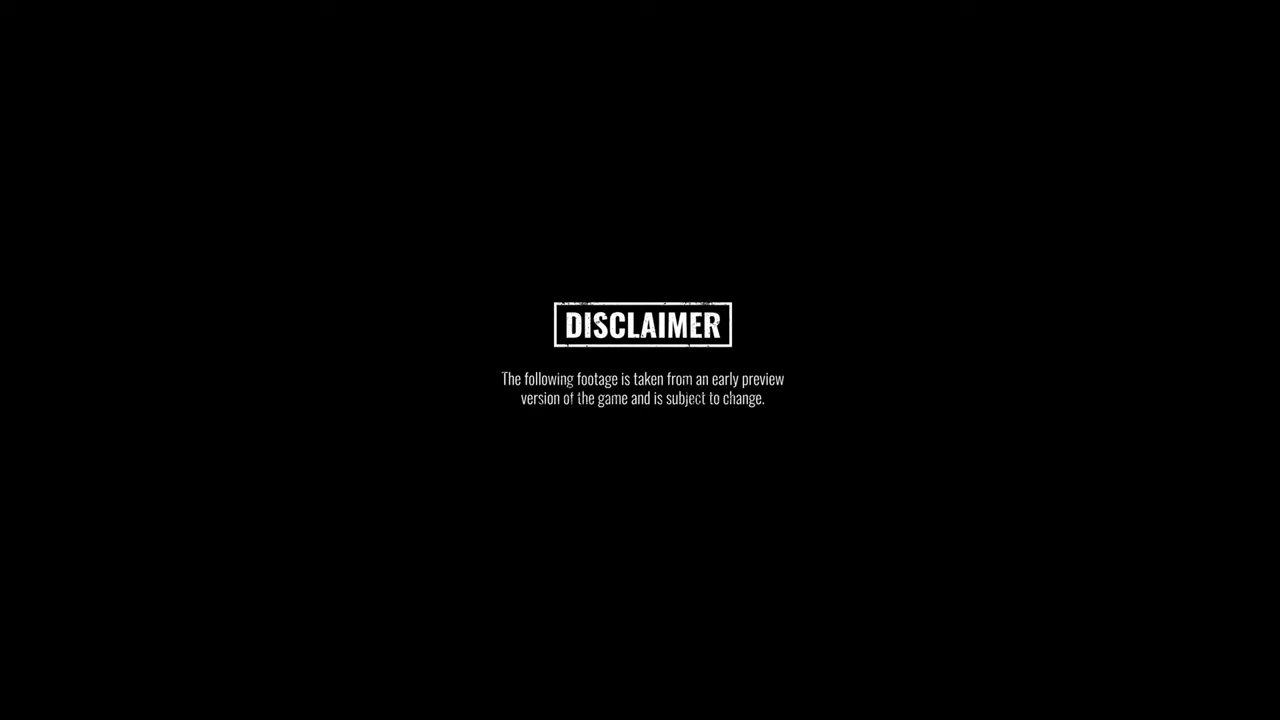 DISCLAIMER
The following footage is taken from an early preview
version of the game and is subject to change.